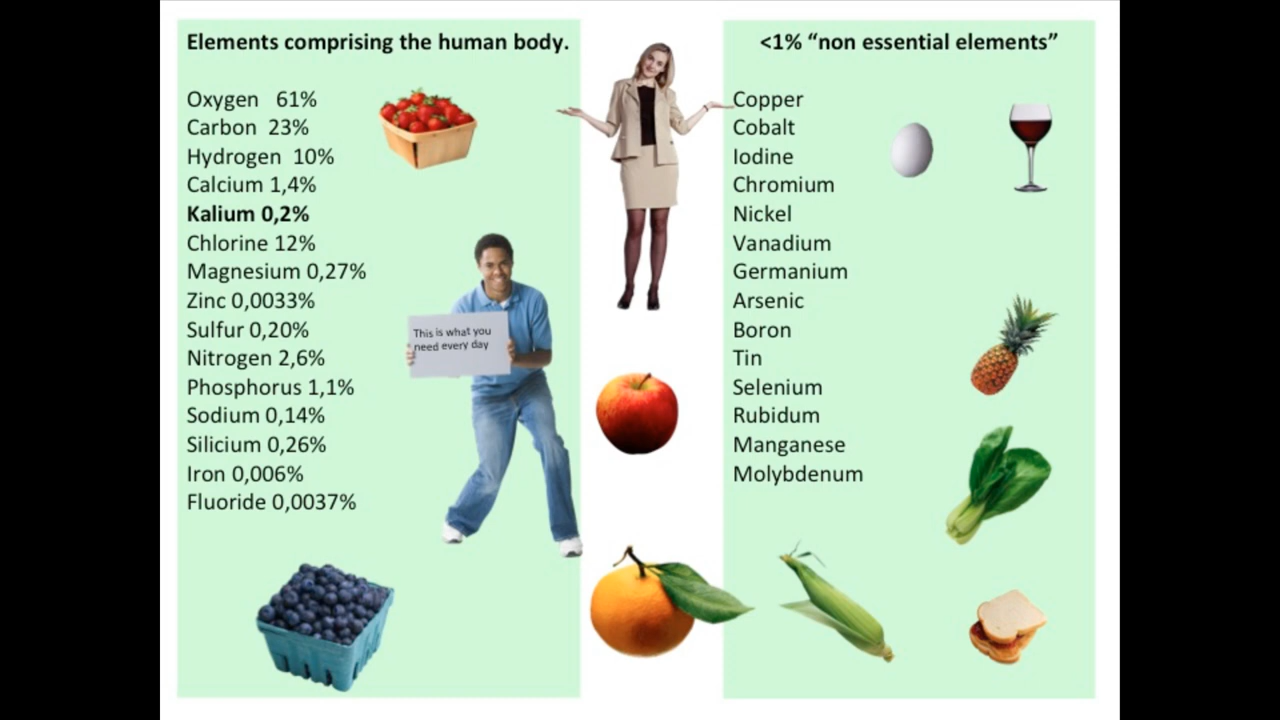 Elements comprising the human body.
Oxygen 61%
Carbon 23%
Hydrogen 10%
Calcium 1,4%
Kalium 0,2%
Chlorine 12%
Magnesium 0,27%
Zinc 0,0033%
Sulfur 0,20%
Nitrogen 2,6%
Phosphorus 1,1%
Sodium 0,14%
Silicium 0,26%
Iron 0,006%
Fluoride 0,0037%
This is what you
need every day
<1% “non essential elements”
Copper
Cobalt
Iodine
Chromium
Nickel
Vanadium
Germanium
Arsenic
Boron
Tin
Selenium
Rubidum
Manganese
Molybdenum